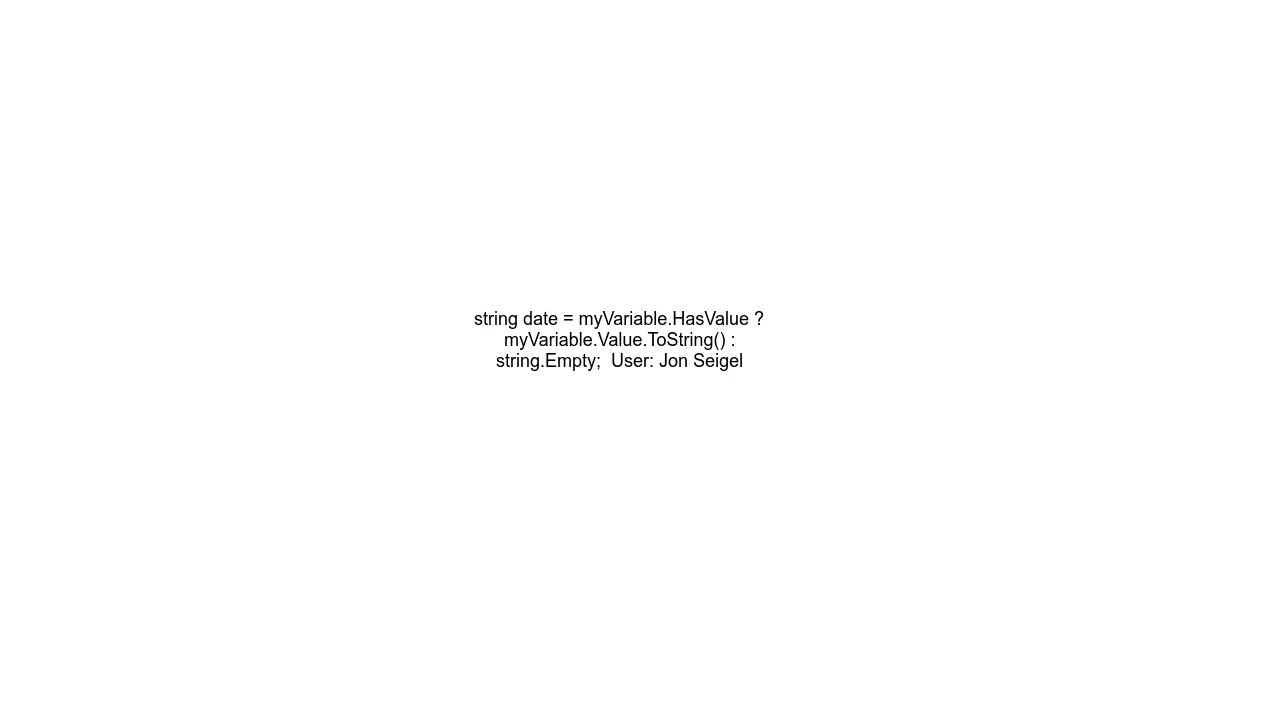 string date = myVariable.HasValue ?
myVariable.Value.ToString() :
string.Empty;  User: Jon Seigel